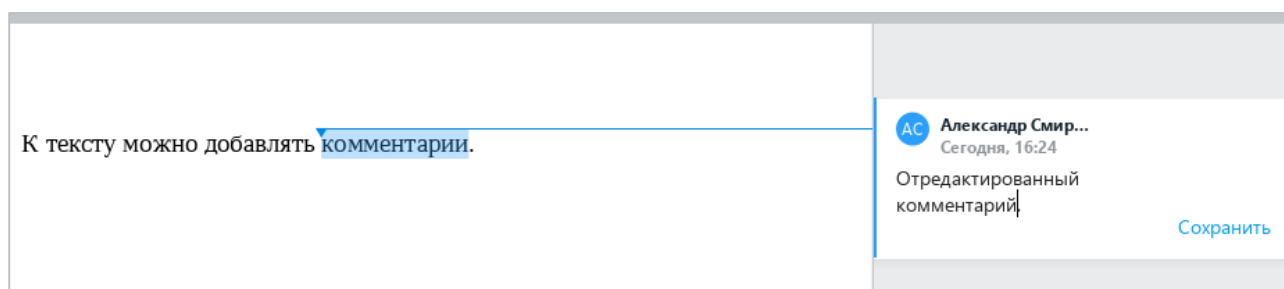 К тексту можно добавлять комментарии.
АС
Александр Смир...
Сегодня, 16:24
Отредактированный
комментарий.
Сохранить